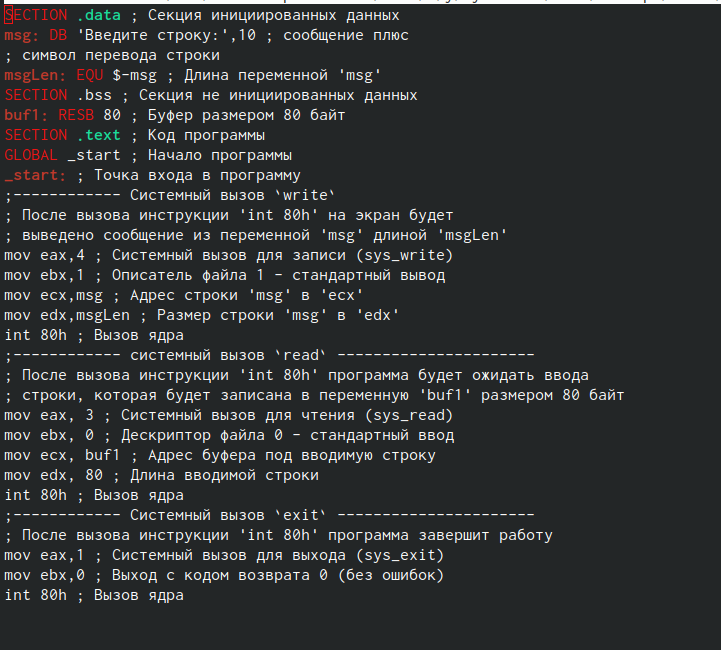 SECTION .data ; Секция инициированных данных
msg: DB 'Введите строку:',10 ; сообщение плюс
; символ перевода строки
msgLen: EQU $-msg ; Длина переменной 'msg'
SECTION .bss ; Секция не инициированных данных
buf1: RESB 80 ; Буфер размером 80 байт
SECTION .text ; Код программы
GLOBAL _start ; Начало программы
_start: ; Точка входа в программу
;------------ Системный вызов `write`
; После вызова инструкции 'int 80h' на экран будет
; выведено сообщение из переменной 'msg' длиной 'msgLen'
mov eax,4 ; Системный вызов для записи (sys_write)
mov ebx,1 ; Описатель файла 1 - стандартный вывод
mov ecx,msg ; Адрес строки 'msg' в 'ecx'
mov edx,msgLen ; Размер строки 'msg' в 'edx'
int 80h ; Вызов ядра
;------------ системный вызов `read` ----------------------
; После вызова инструкции 'int 80h' программа будет ожидать ввода
; строки, которая будет записана в переменную 'buf1' размером 80 байт
mov eax, 3 ; Системный вызов для чтения (sys_read)
mov ebx, 0 ; Дескриптор файла 0 - стандартный ввод
mov ecx, buf1 ; Адрес буфера под вводимую строку
mov edx, 80 ; Длина вводимой строки
int 80h ; Вызов ядра
;------------ Системный вызов `exit` ----------------------
; После вызова инструкции 'int 80h' программа завершит работу
mov eax,1 ; Системный вызов для выхода (sys_exit)
mov ebx,0 ; Выход с кодом возврата 0 (без ошибок)
int 80h ; Вызов ядра